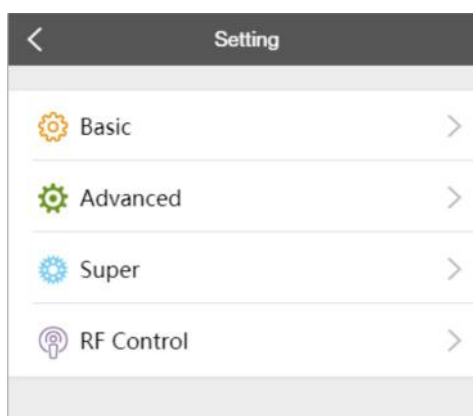 Setting
Basic
Advanced
Super
RF Control